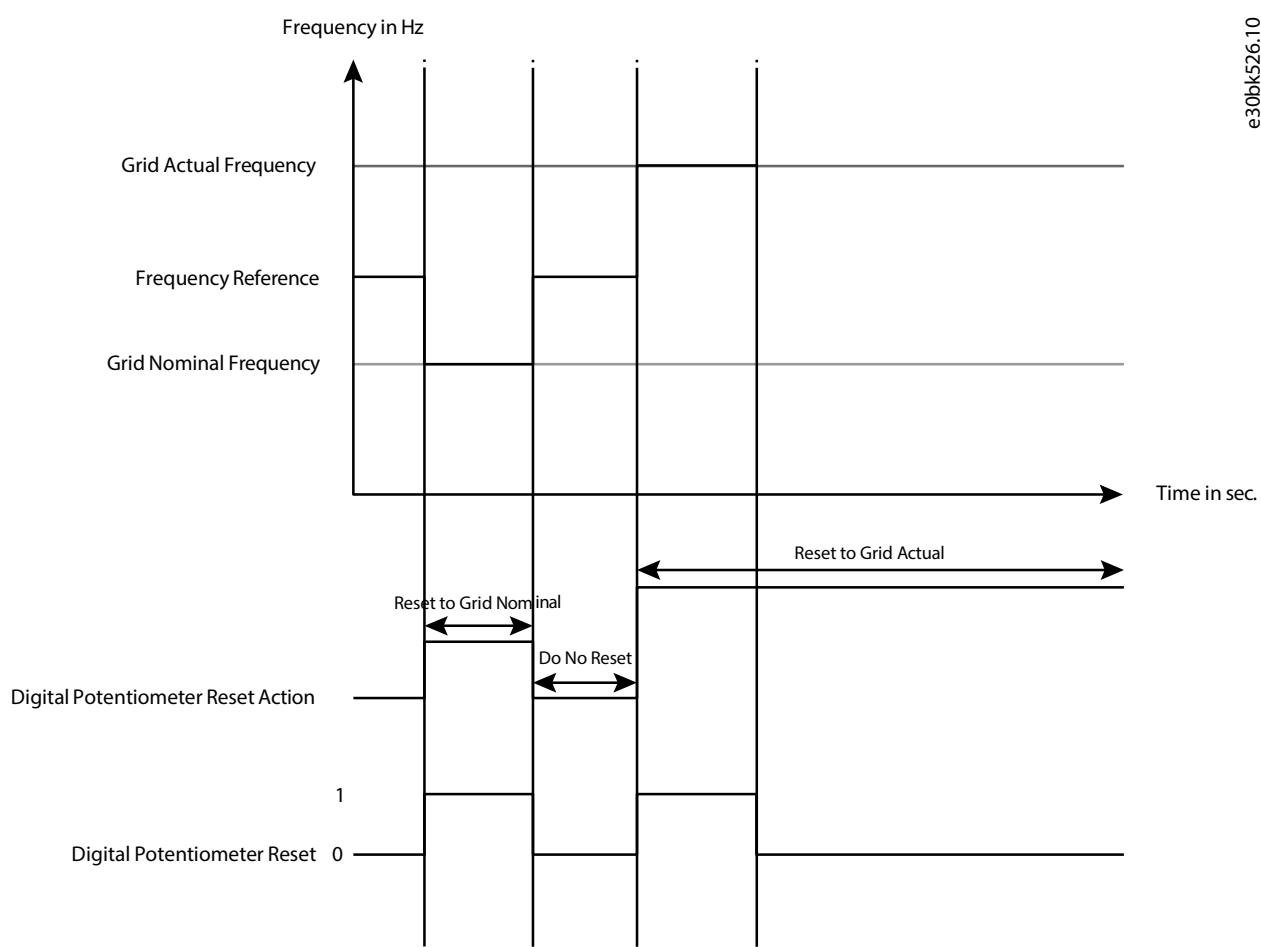 Frequency in Hz
e30bk526.10
Grid Actual Frequency
Frequency Reference
Grid Nominal Frequency
Time in sec.
Reset to Grid Actual
Reset to Grid Nominal
Do No Reset
Digital Potentiometer Reset Action
1
Digital Potentiometer Reset 0